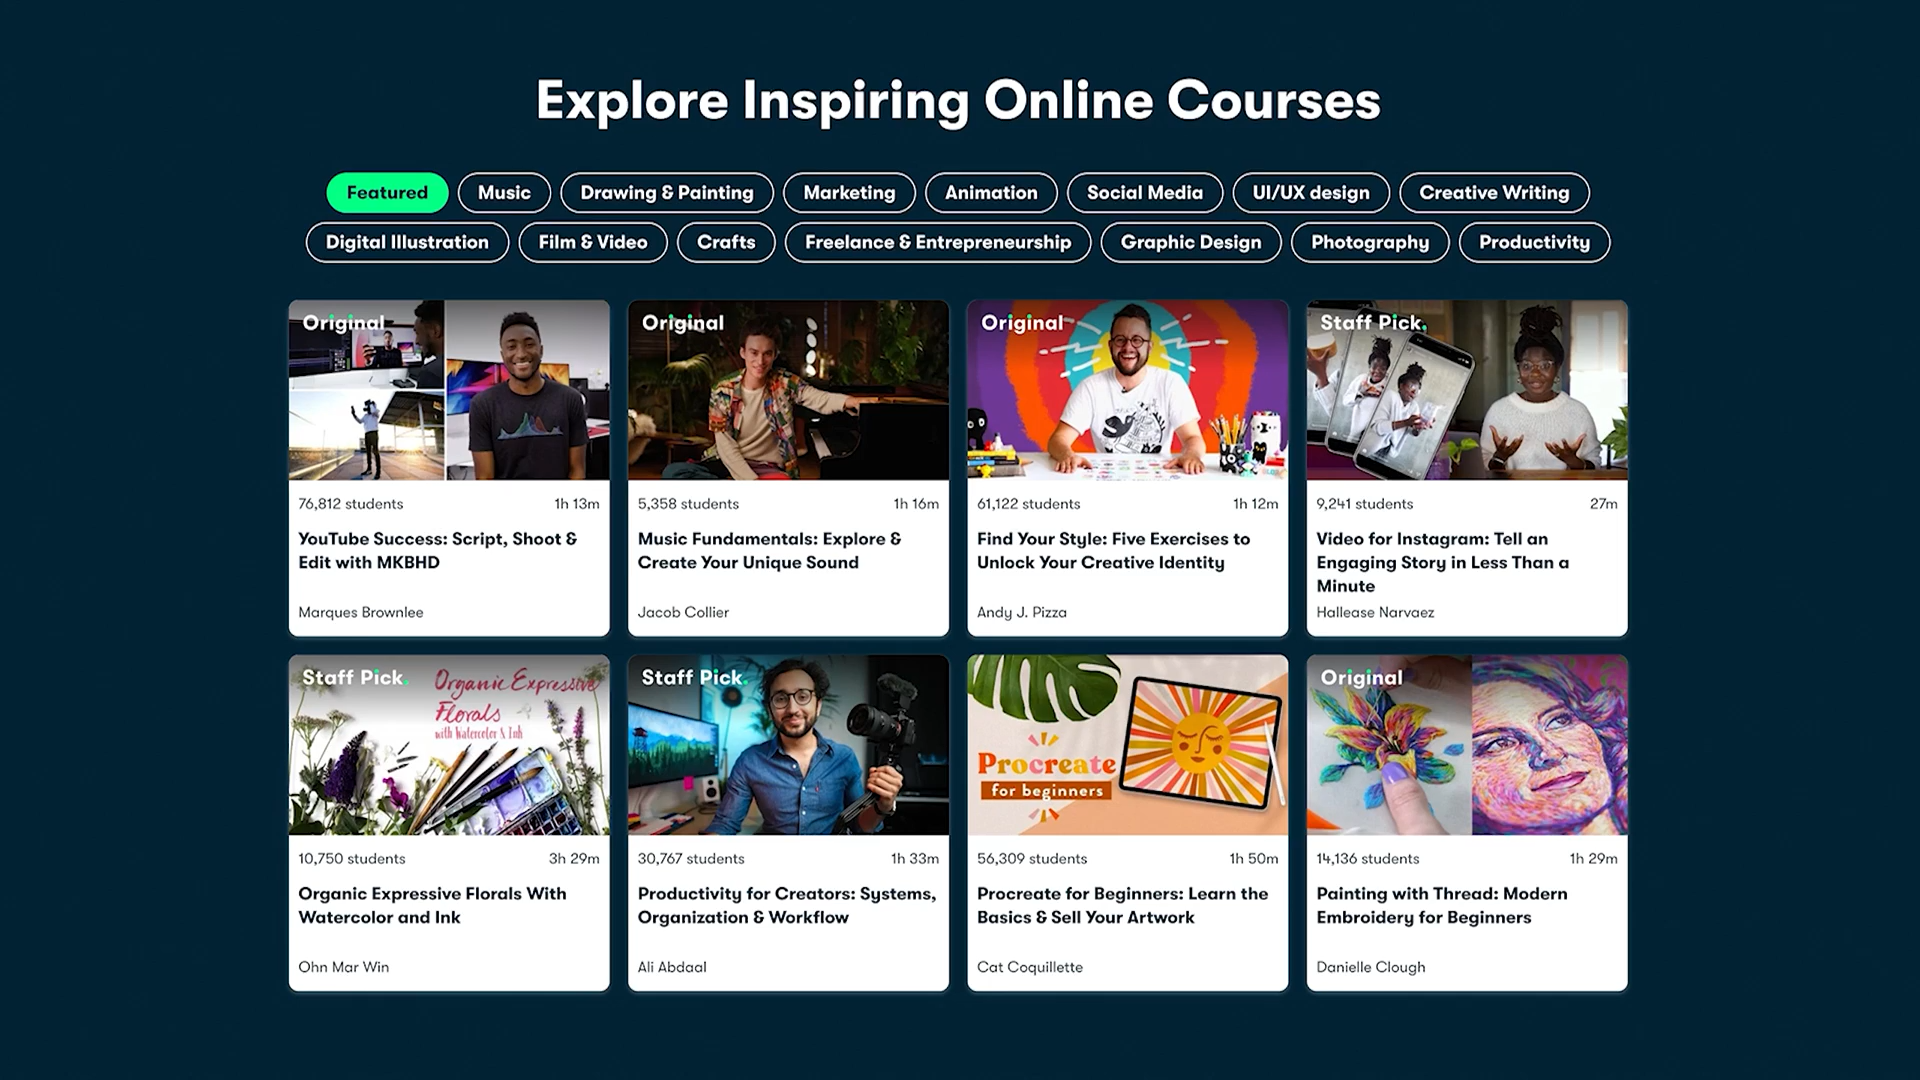 Explore Inspiring Online Courses
Featured
Music
Drawing & Painting
Marketing
Animation
Social Media
UI/UX design
Creative Writing
Digital Illustration
Film & Video
Crafts
Freelance & Entrepreneurship
Graphic Design
Photography
Productivity
Original
76,812 students
1h 13m
YouTube Success: Script, Shoot &
Edit with MKBHD
Marques Brownlee
Original
5,358 students
1h 16m
Music Fundamentals: Explore &
Create Your Unique Sound
Jacob Collier
Original
61,122 students
1h 12m
Find Your Style: Five Exercises to
Unlock Your Creative Identity
Andy J. Pizza
Staff Pick.
9,241 students
27m
Video for Instagram: Tell an
Engaging Story in Less Than a
Minute
Hallease Narvaez
Staff Pick.
Organic Expressive
Florals
with Watercolor & Ink
10,750 students
3h 29m
Organic Expressive Florals With
Watercolor and Ink
Ohn Mar Win
Staff Pick.
30,767 students
1h 33m
Productivity for Creators: Systems,
Organization & Workflow
Ali Abdaal
Procreate
for beginners
56,309 students
1h 50m
Procreate for Beginners: Learn the
Basics & Sell Your Artwork
Cat Coquillette
Original
14,136 students
1h 29m
Painting with Thread: Modern
Embroidery for Beginners
Danielle Clough